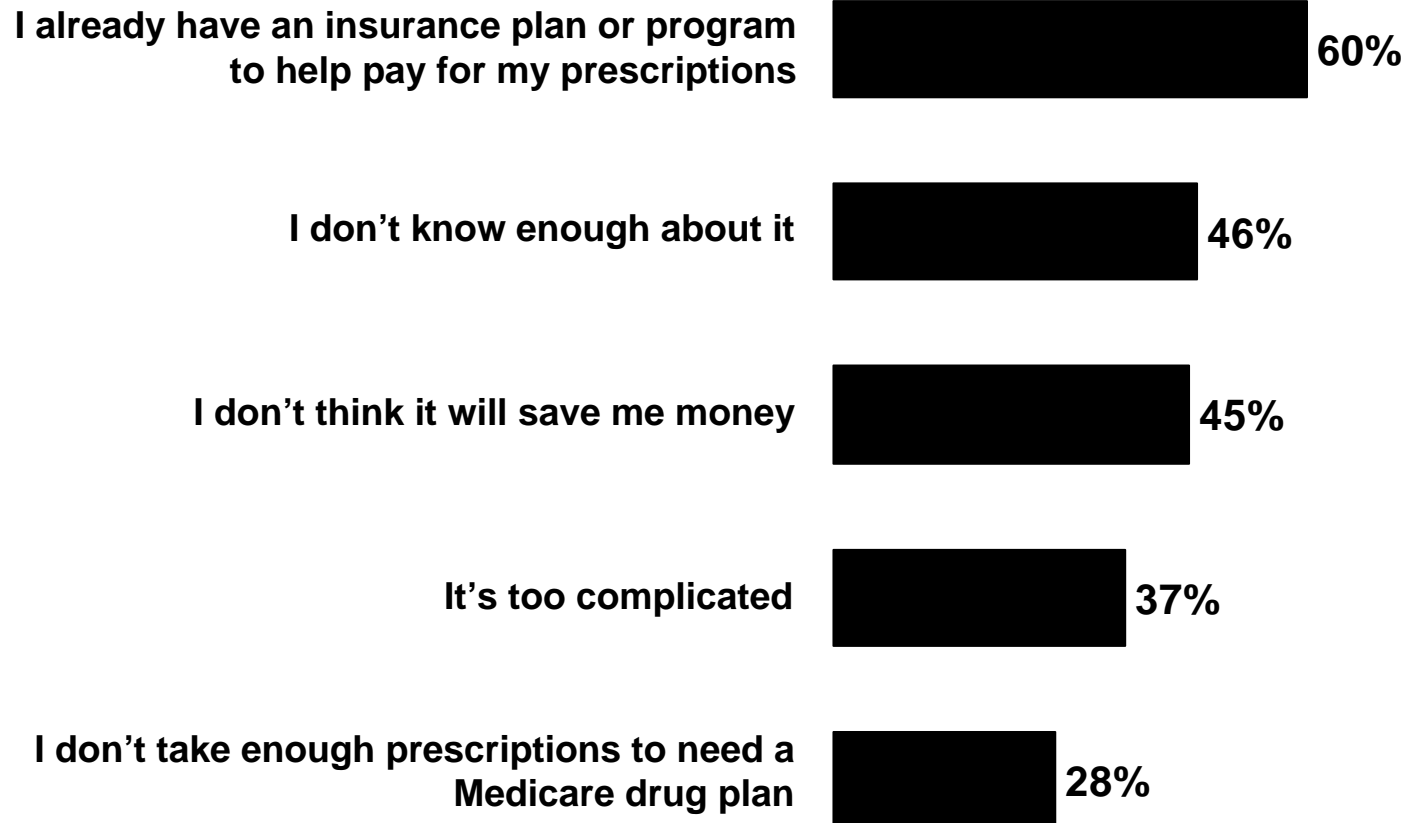 I already have an insurance plan or program
to help pay for my prescriptions
60%
I don’t know enough about it
46%
I don’t think it will save me money
45%
It’s too complicated
37%
I don’t take enough prescriptions to need a
Medicare drug plan
28%